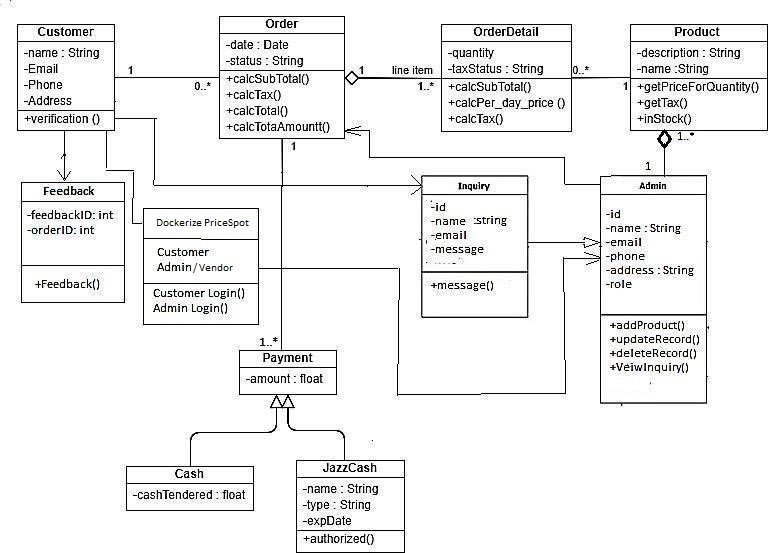 Customer
-name : String
-Email
-Phone
-Address
+verification ()
1
0..*
Order
-date : Date
-status : String
+calcSubTotal()
+calcTax()
+calcTotal()
+calcTotaAmountt()
1
line item
1..*
1
OrderDetail
-quantity
-taxStatus : String
+calcSubTotal()
+calcPer_day_price ()
+calcTax()
0..*
1
Product
-description : String
-name :String
+getPriceForQuantity()
+getTax()
+inStock()
1..*
1
Feedback
-feedbackID: int
-orderID: int
+Feedback()
Dockerize PriceSpot
Customer
Admin/Vendor
Customer Login()
Admin Login()
Inquiry
-id
-name :string
-email
-message
+message()
Admin
-id
-name : String
-email
-phone
-address : String
-role
+addProduct()
+updateRecord()
+deleteRecord()
+VeiwInquiry()
1..*
Payment
-amount : float
Cash
-cashTendered : float
JazzCash
-name : String
-type : String
-expDate
+authorized()